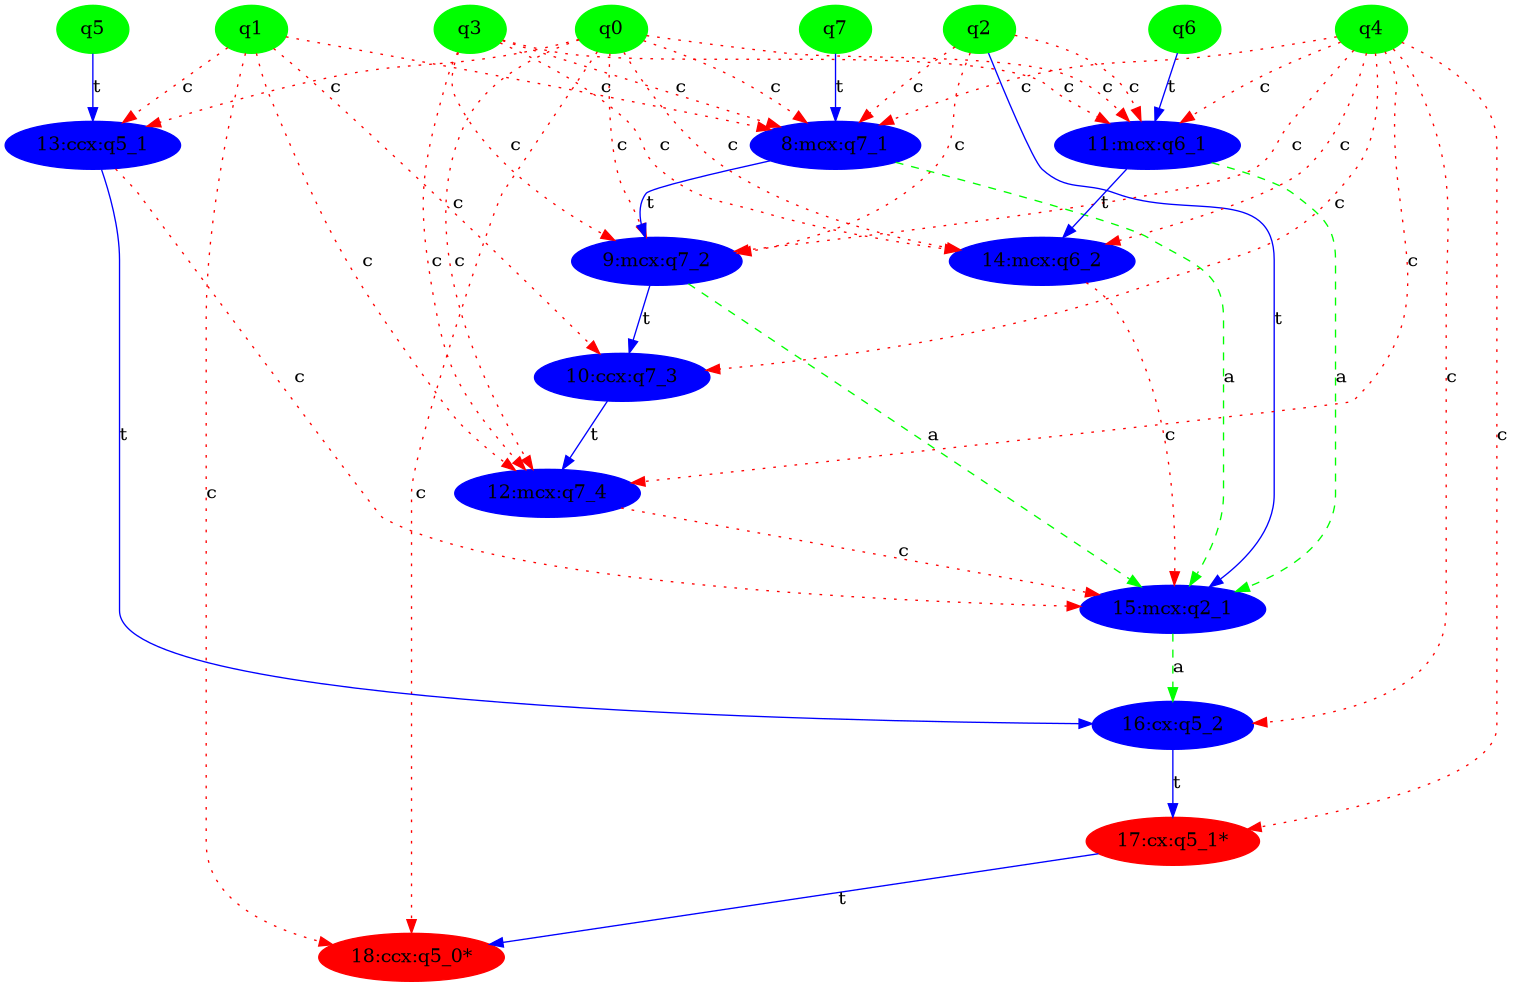 q5 q1 q3 q0 q7 q2 q6 q4
t c c c c c c c c c t c
13:ccx:q5_1 8:mcx:q7_1 11:mcx:q6_1
c c c c c c c
c t t c
9:mcx:q7_2 14:mcx:q6_2
c c c c
t t
10:ccx:q7_3
c a a c
t t a c
12:mcx:q7_4
c c c c
c
15:mcx:q2_1
a
16:cx:q5_2
t
17:cx:q5_1*
t
18:ccx:q5_0*